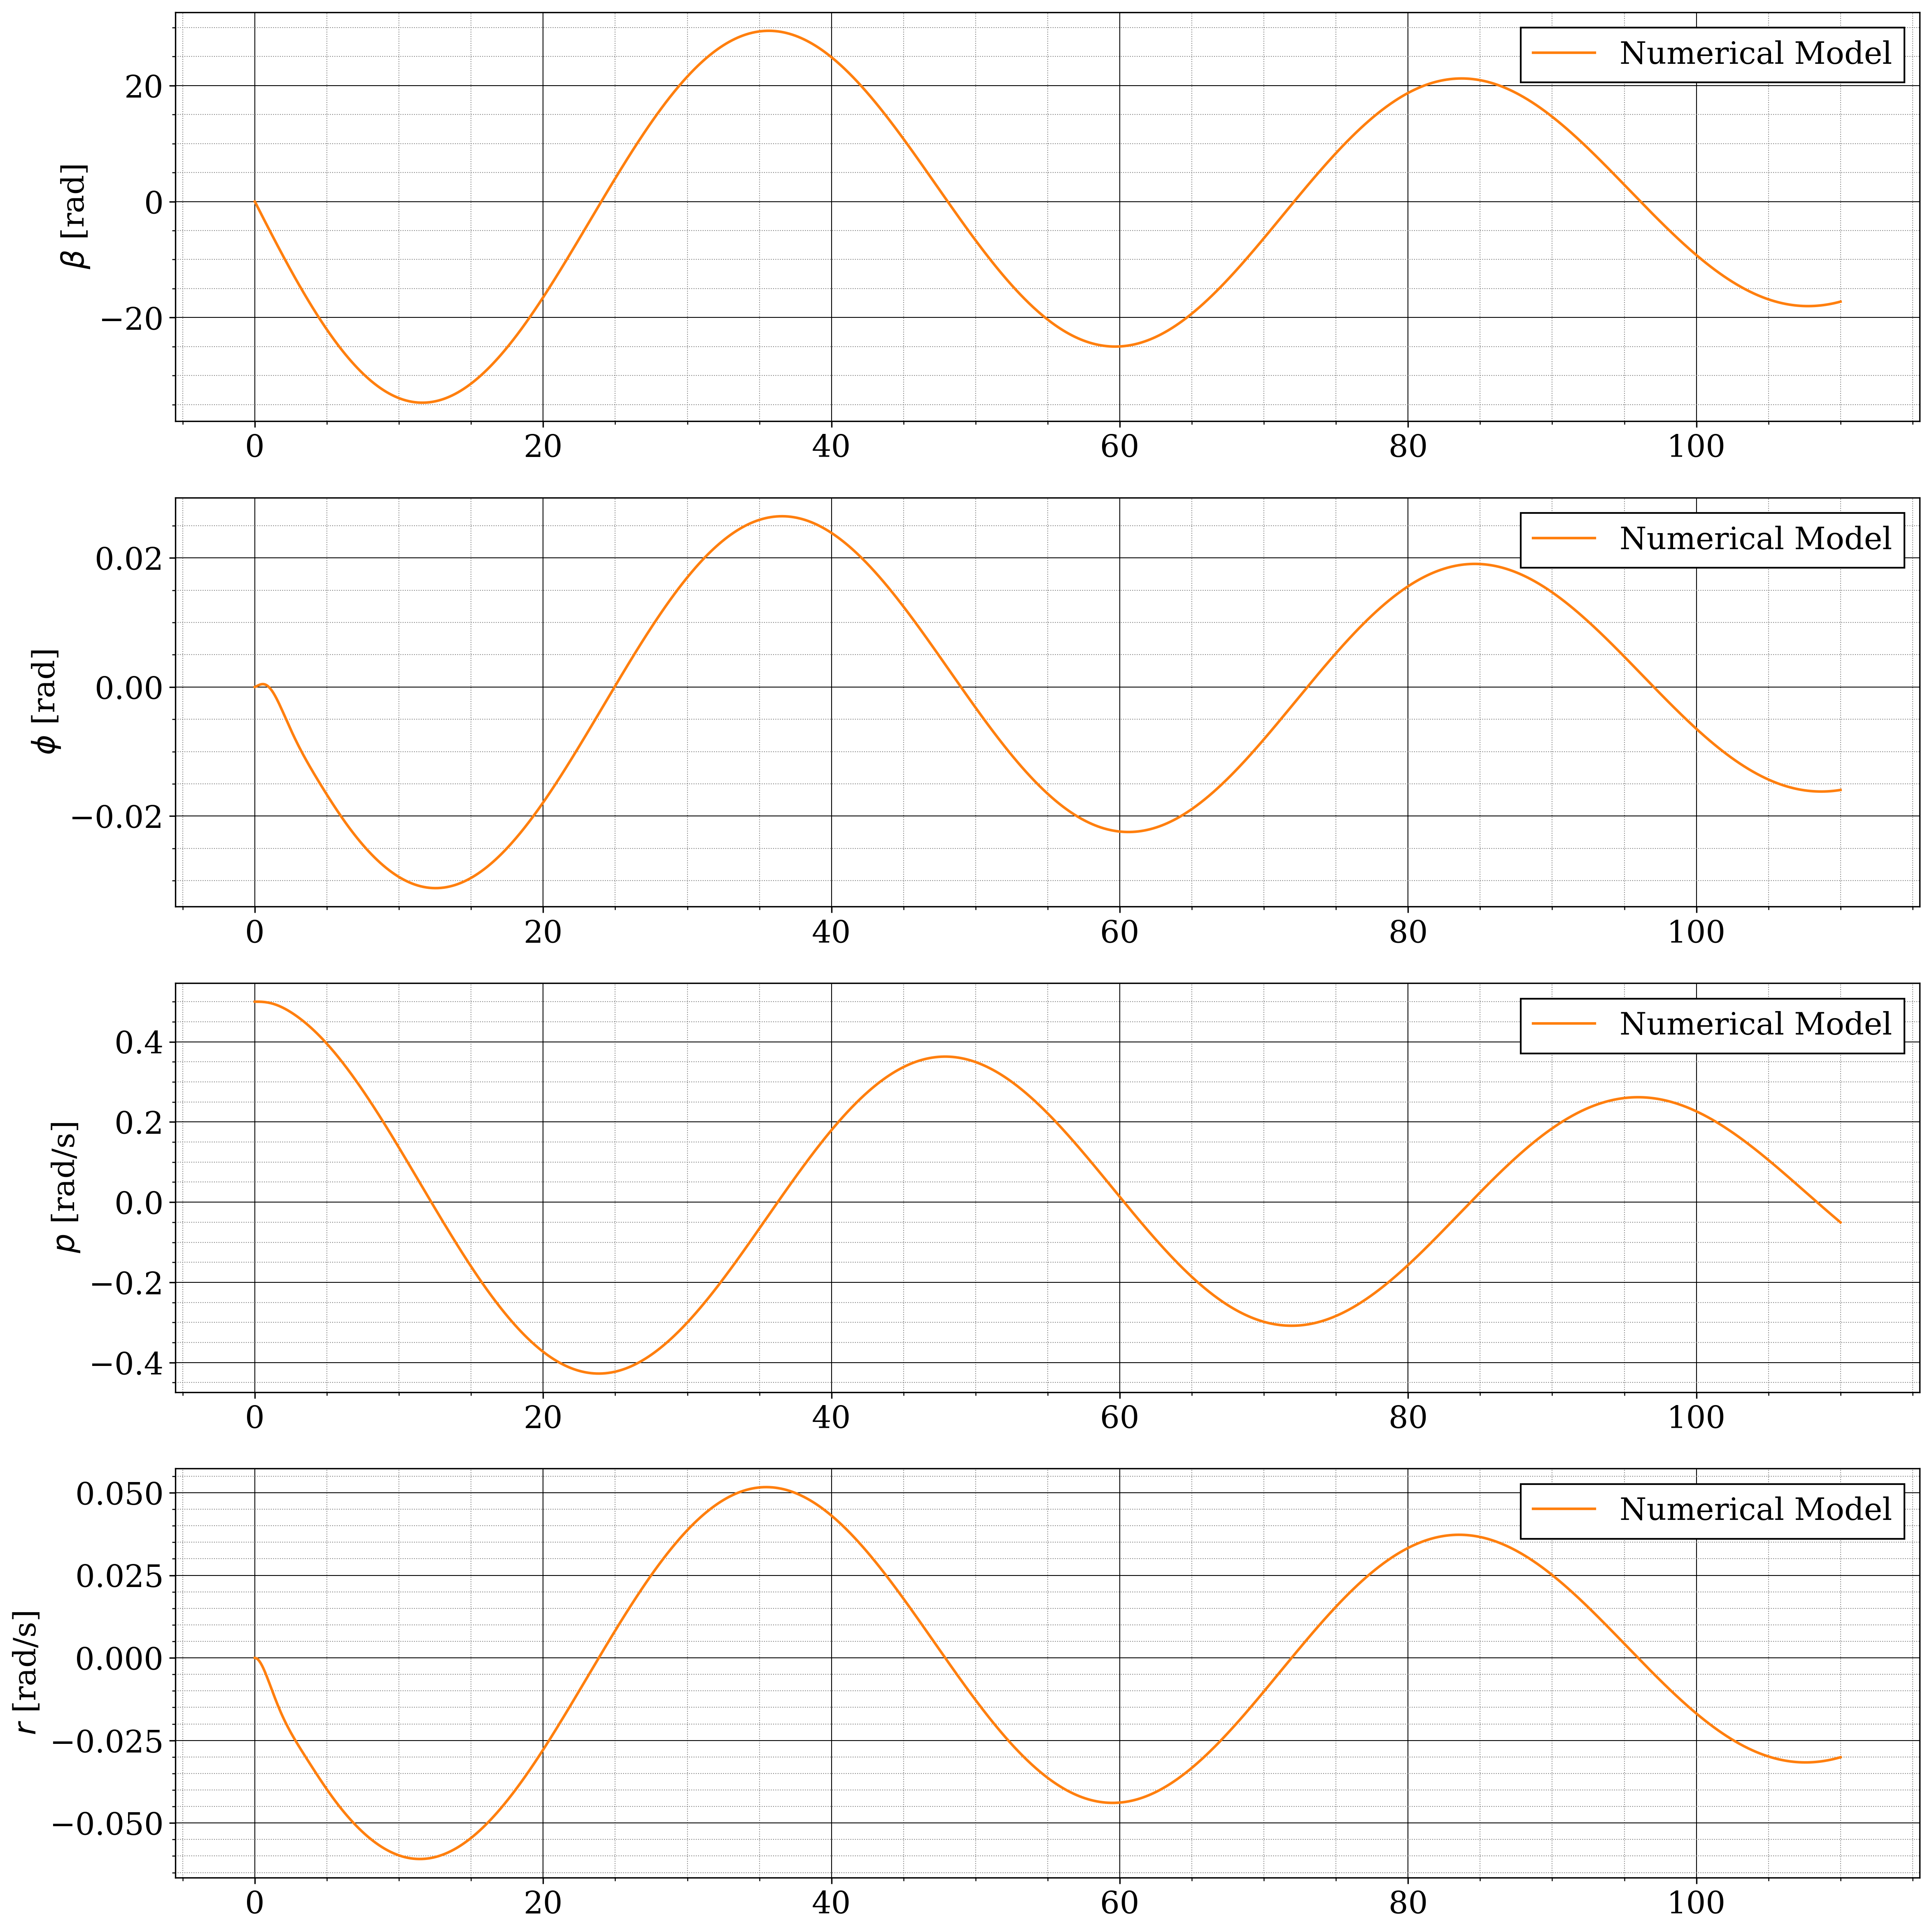 Numerical Model
20
0
−20
β [rad]
0 20 40 60 80 100
Numerical Model
0.02
0.00
−0.02
ϕ [rad]
0 20 40 60 80 100
Numerical Model
0.4
0.2
0.0
−0.2
−0.4
p [rad/s]
0 20 40 60 80 100
Numerical Model
0.050
0.025
0.000
−0.025
−0.050
r [rad/s]
0 20 40 60 80 100